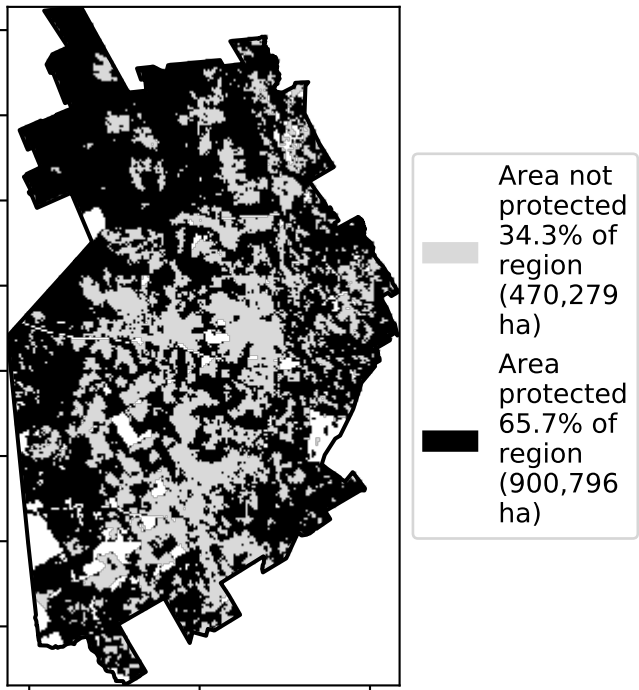 Area not
protected
34.3% of
region
(470,279
ha)
Area
protected
65.7% of
region
(900,796
ha)